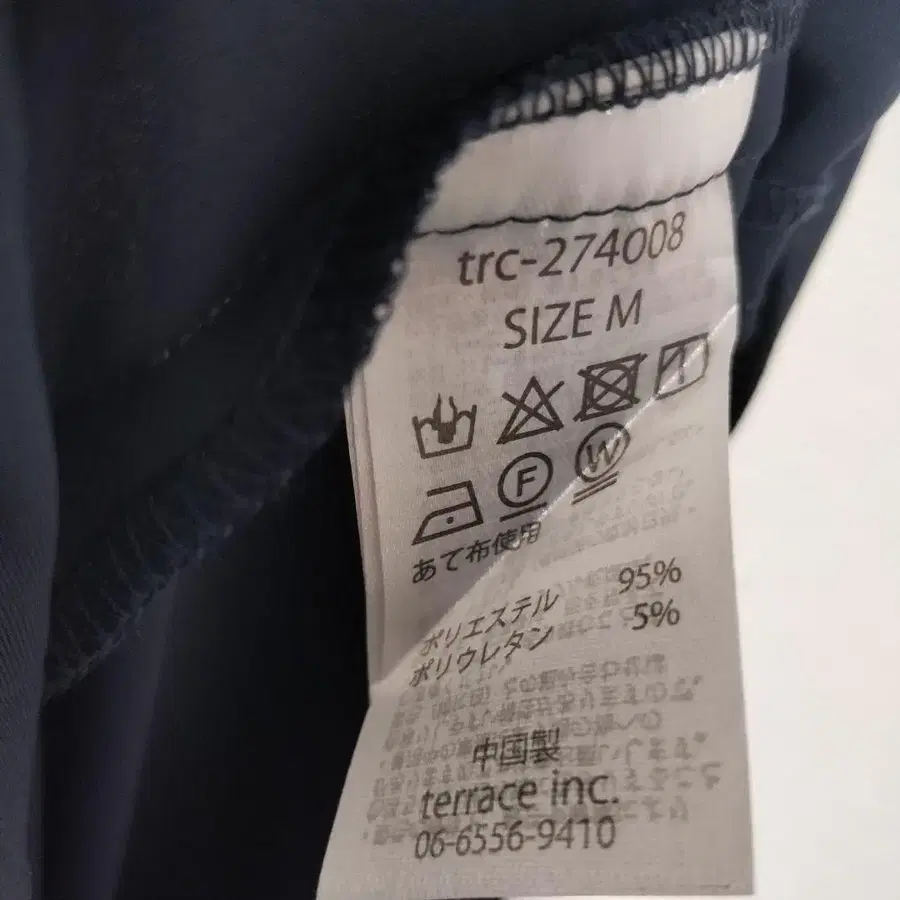 trc-274008
SIZE M
F
W
あて布使用
ポリエステル 95%
ポリウレタン 5%
中国製
terrace inc.
06-6556-9410